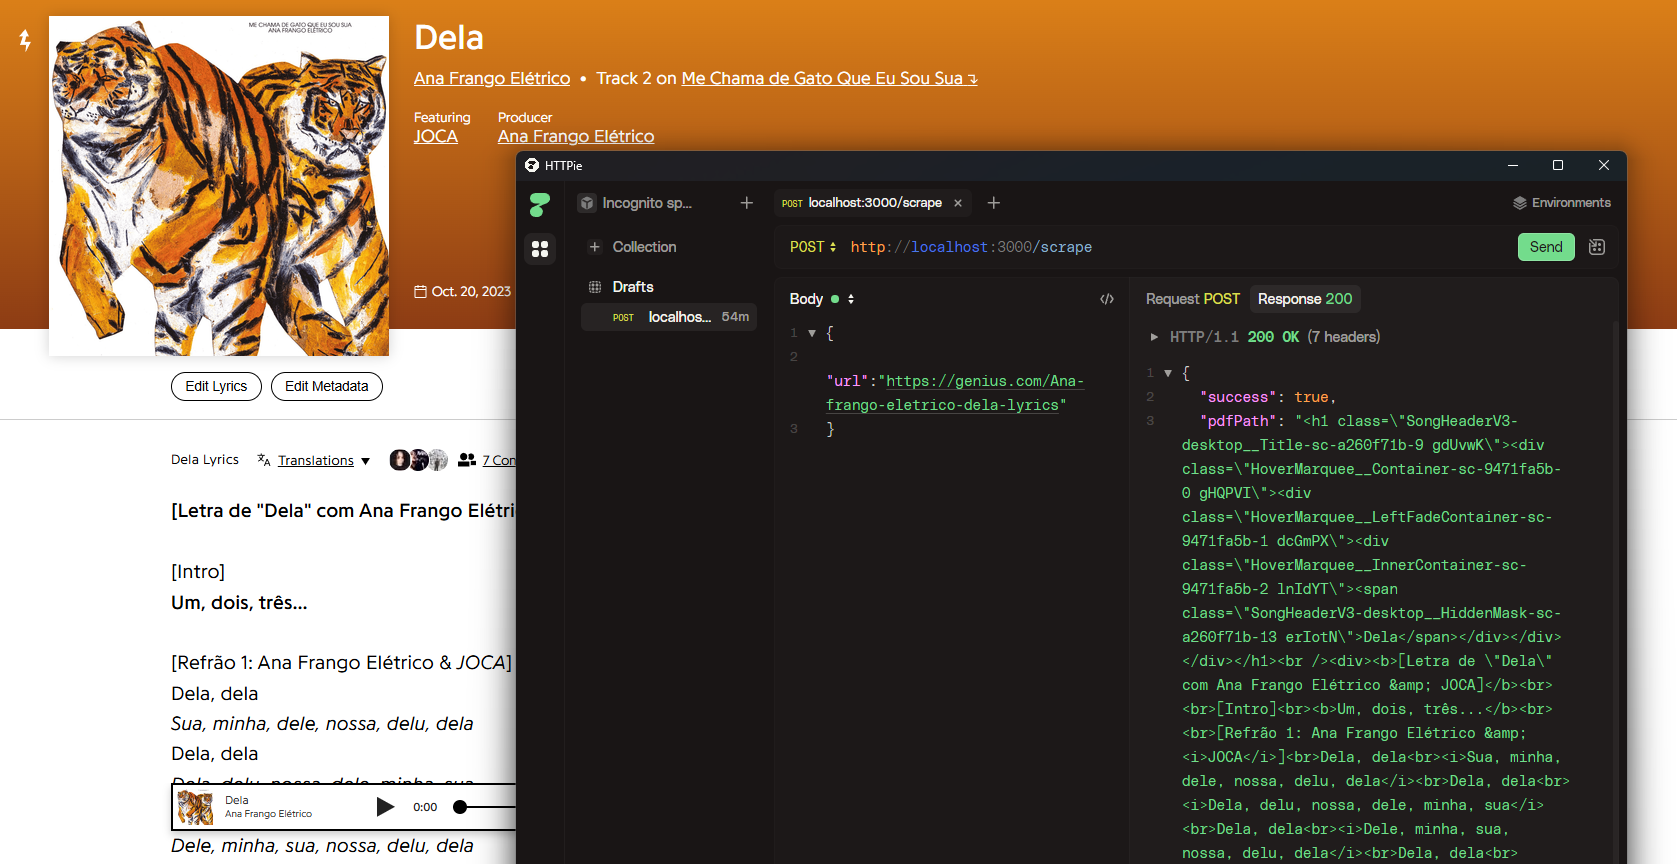 ME CHAMA DE GATO QUE EU SOU SUA
ANA FRANGO ELÉTRICO
Dela
Ana Frango Elétrico • Track 2 on Me Chama de Gato Que Eu Sou Sua
Featuring
JOCA
Producer
Ana Frango Elétrico
Oct. 20, 2023
Edit Lyrics
Edit Metadata
Dela Lyrics
Translations
7 Con
[Letra de "Dela" com Ana Frango Elétri
[Intro]
Um, dois, três...
[Refrão 1: Ana Frango Elétrico & JOCA]
Dela, dela
Sua, minha, dele, nossa, delu, dela
Dela, dela
Dela, delu, nossa, dele, minha, sua
Dela
Ana Frango Elétrico
0:00
Dele, minha, sua, nossa, delu, dela
HTTPie
Incognito sp...
+
POST localhost:3000/scrape ×
+
Environments
+ Collection
Drafts
POST localhos... 54m
POST http://localhost:3000/scrape
Send
Body
</>
1 {
2
"url":"https://genius.com/Ana-
frango-eletrico-dela-lyrics"
3 }
Request POST
Response 200
HTTP/1.1 200 OK (7 headers)
1 {
2 "success": true,
3 "pdfPath": "<h1 class=\"SongHeaderV3-
desktop__Title-sc-a260f71b-9 gdUvwK\"><div
class=\"HoverMarquee__Container-sc-9471fa5b-
0 gHQPVI\"><div
class=\"HoverMarquee__LeftFadeContainer-sc-
9471fa5b-1 dcGmPX\"><div
class=\"HoverMarquee__InnerContainer-sc-
9471fa5b-2 lnIdYT\"><span
class=\"SongHeaderV3-desktop__HiddenMask-sc-
a260f71b-13 erIotN\">Dela</span></div></div>
</div></h1><br /><div><b>[Letra de \"Dela\"
com Ana Frango Elétrico &amp; JOCA]</b><br>
<br>[Intro]<br><b>Um, dois, três...</b><br>
<br>[Refrão 1: Ana Frango Elétrico &amp;
<i>JOCA</i>]<br>Dela, dela<br><i>Sua, minha,
dele, nossa, delu, dela</i><br>Dela, dela<br>
<i>Dela, delu, nossa, dele, minha, sua</i>
<br>Dela, dela<br><i>Dele, minha, sua,
nossa, delu, dela</i><br>Dela, dela<br>